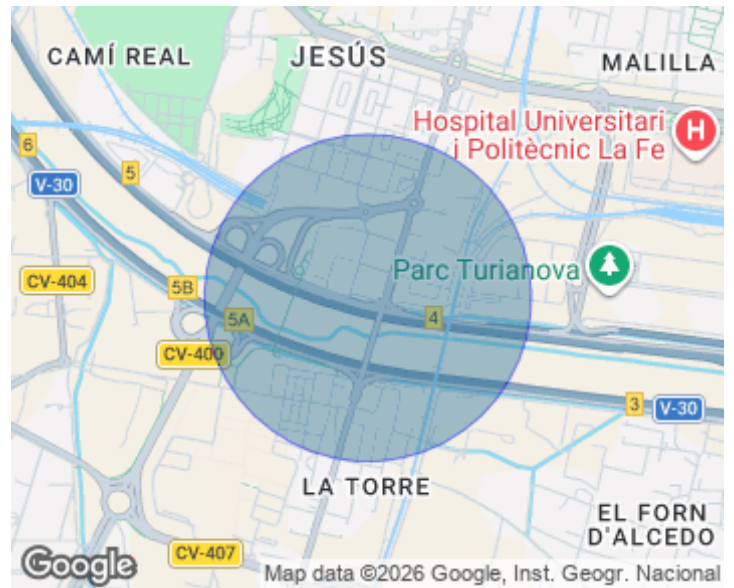 CAMÍ REAL
JESÚS
MALILLA
Hospital Universitari
i Politècnic La Fe
H
6
5
V-30
Parc Turianova
CV-404
5B
5A
4
CV-400
3
V-30
LA TORRE
EL FORN
D'ALCEDO
CV-407
Google
Map data ©2026 Google, Inst. Geogr. Nacional